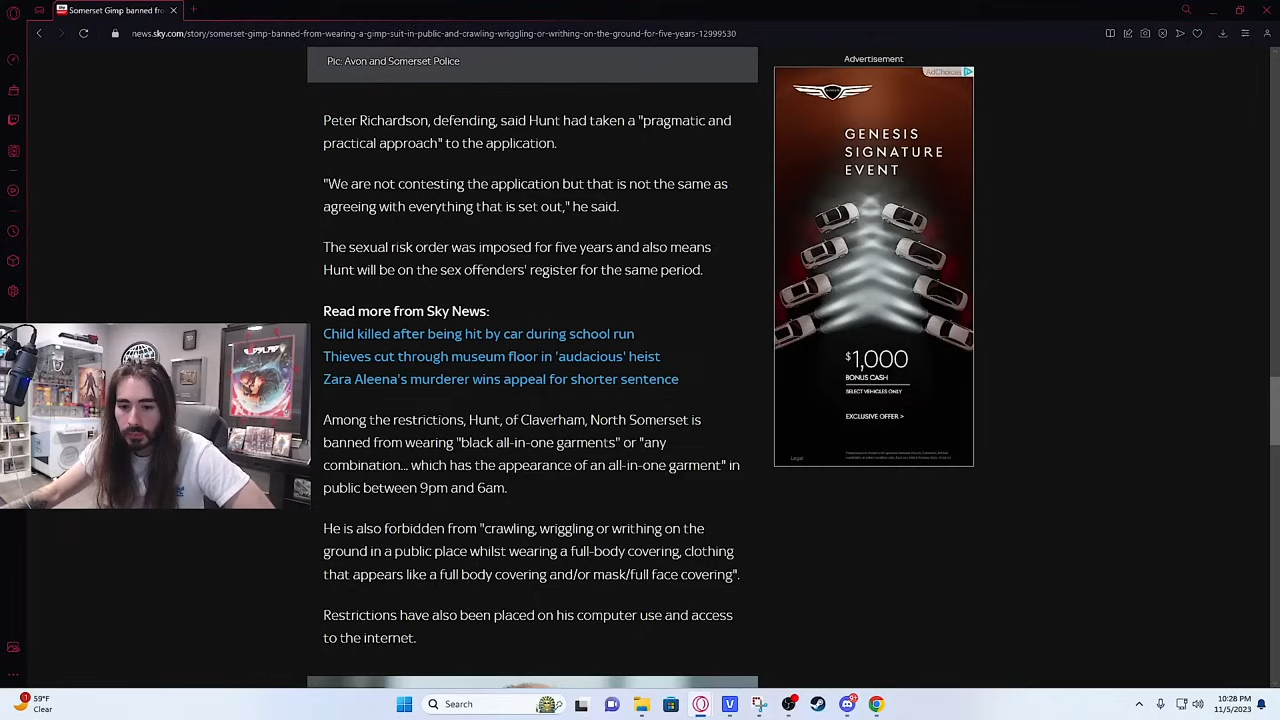 Somerset Gimp banned fro
news.sky.com/story/somerset-gimp-banned-from-wearing-a-gimp-suit-in-public-and-crawling-wriggling-or-writhing-on-the-ground-for-five-years-12999530
Pic: Avon and Somerset Police
Peter Richardson, defending, said Hunt had taken a "pragmatic and
practical approach" to the application.
"We are not contesting the application but that is not the same as
agreeing with everything that is set out," he said.
The sexual risk order was imposed for five years and also means
Hunt will be on the sex offenders' register for the same period.
Read more from Sky News:
Child killed after being hit by car during school run
Thieves cut through museum floor in 'audacious' heist
Zara Aleena's murderer wins appeal for shorter sentence
Among the restrictions, Hunt, of Claverham, North Somerset is
banned from wearing "black all-in-one garments" or "any
which has the appearance of an all-in-one garment" in
public between 9pm and 6am.
He is also forbidden from "crawling, wriggling or writhing on the
ground in a public place whilst wearing a full-body covering, clothing
that appears like a full body covering and/or mask/full face covering".
Restrictions have also been placed on his computer use and access
to the internet.
Advertisement
AdChoices
GENESIS
SIGNATURE
EVENT
$1,000
BONUS CASH
SELECT VEHICLES ONLY
EXCLUSIVE OFFER >
Legal
1
59°F
Clear
Search
10:28 PM
11/5/2023